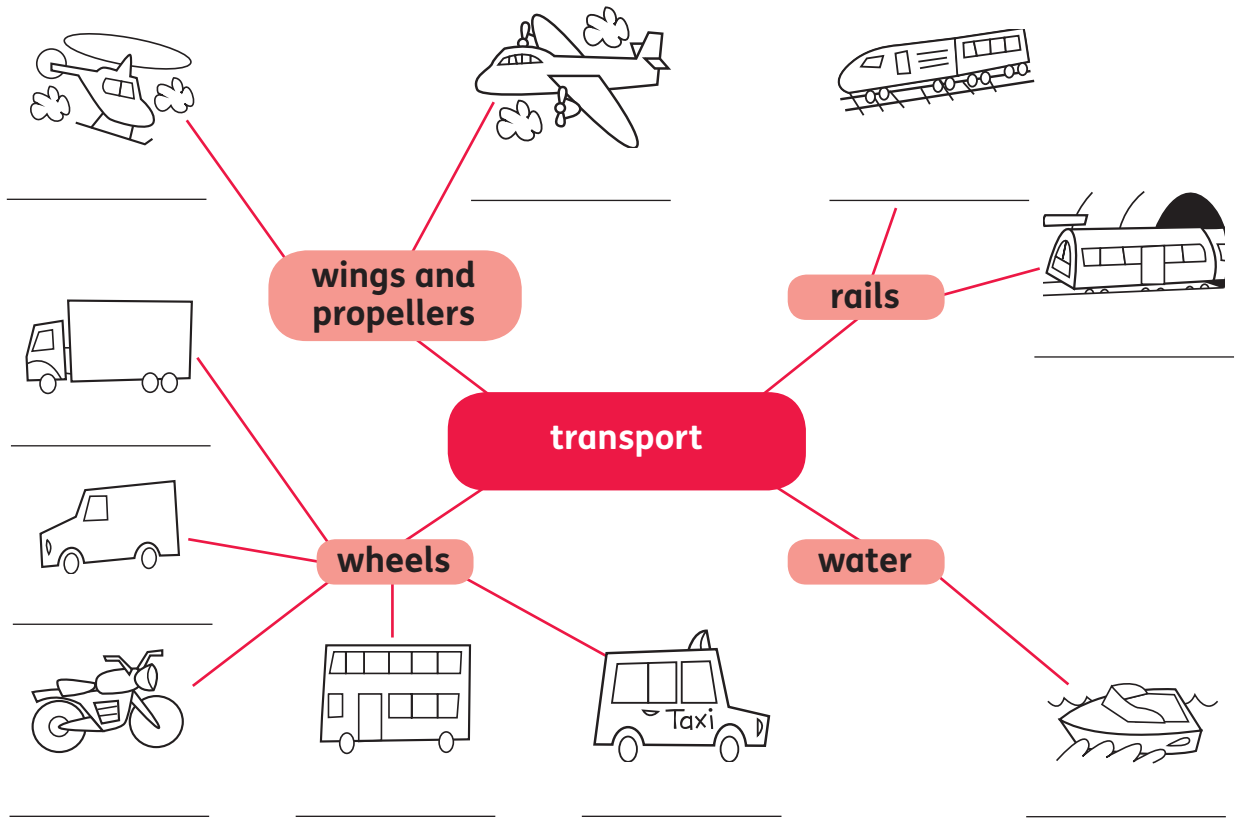 wings and
propellers
rails
transport
wheels
water
Taxi